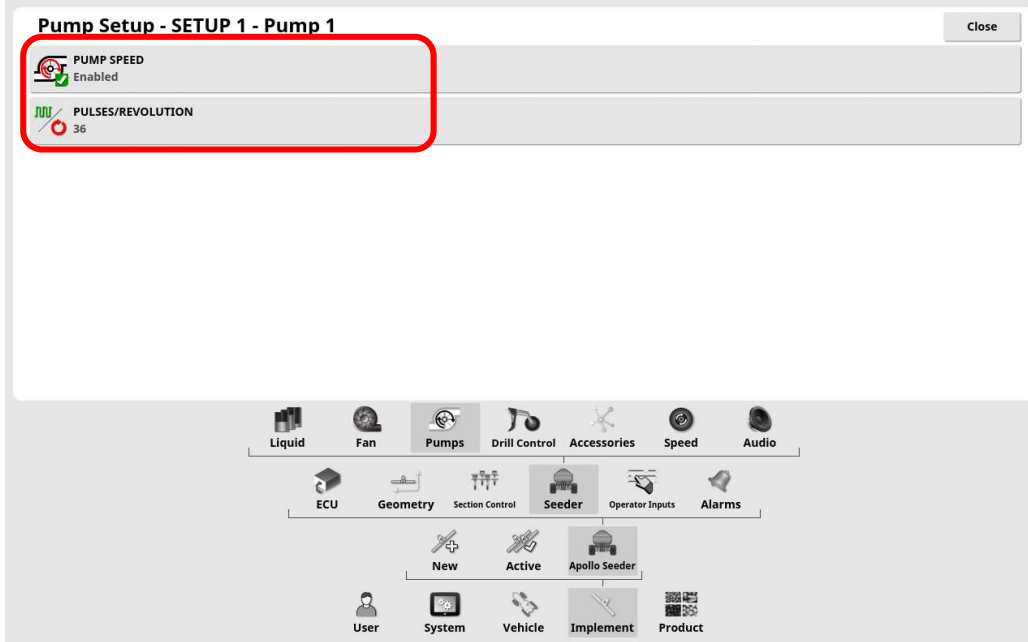 Pump Setup - SETUP 1 - Pump 1
Close
PUMP SPEED
Enabled
PULSES/REVOLUTION
36
Liquid Fan Pumps Drill Control Accessories Speed Audio
ECU Geometry Section Control Seeder Operator Inputs Alarms
New Active Apollo Seeder
User System Vehicle Implement Product